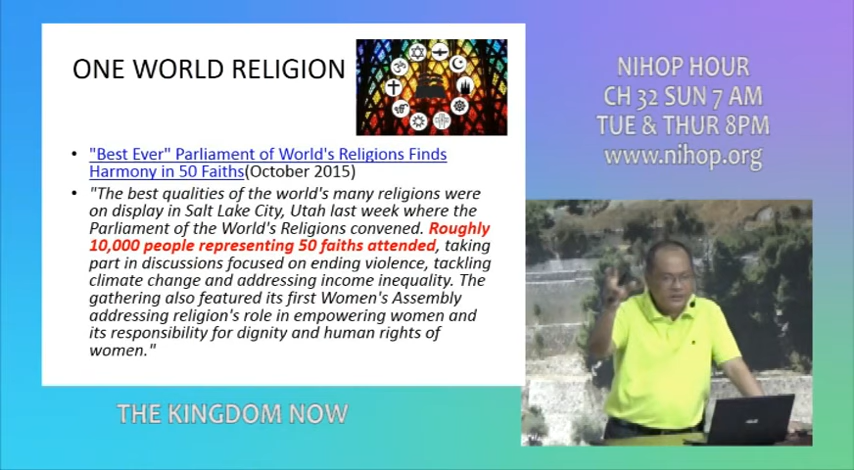 ONE WORLD RELIGION
• "Best Ever" Parliament of World's Religions Finds
Harmony in 50 Faiths(October 2015)
• "The best qualities of the world's many religions were
on display in Salt Lake City, Utah last week where the
Parliament of the World's Religions convened. Roughly
10,000 people representing 50 faiths attended, taking
part in discussions focused on ending violence, tackling
climate change and addressing income inequality. The
gathering also featured its first Women's Assembly
addressing religion's role in empowering women and
its responsibility for dignity and human rights of
women."
NIHOP HOUR
CH 32 SUN 7 AM
TUE & THUR 8PM
www.nihop.org
THE KINGDOM NOW